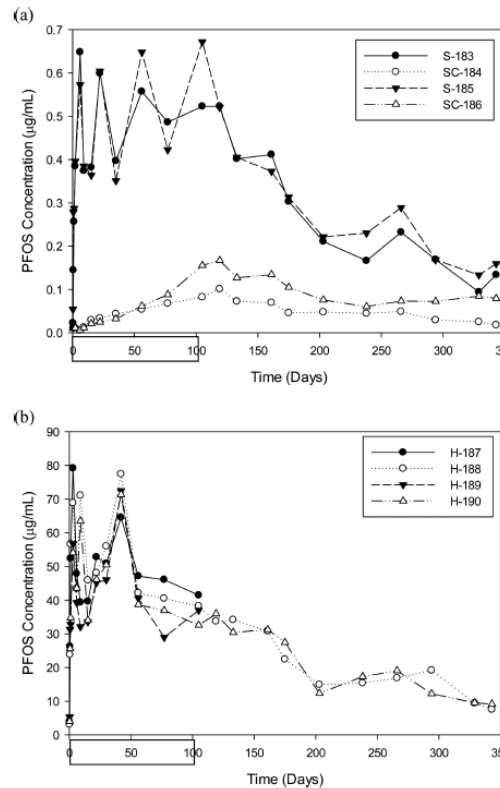 (a)
0.7
0.6
0.5
0.4
0.3
0.2
0.1
0.0
PFOS Concentration (µg/mL)
S-183
SC-184
S-185
SC-186
0 50 100 150 200 250 300
Time (Days)
(b)
90
80
70
60
50
40
30
20
10
0
PFOS Concentration (µg/mL)
H-187
H-188
H-189
H-190
0 50 100 150 200 250 300
Time (Days)